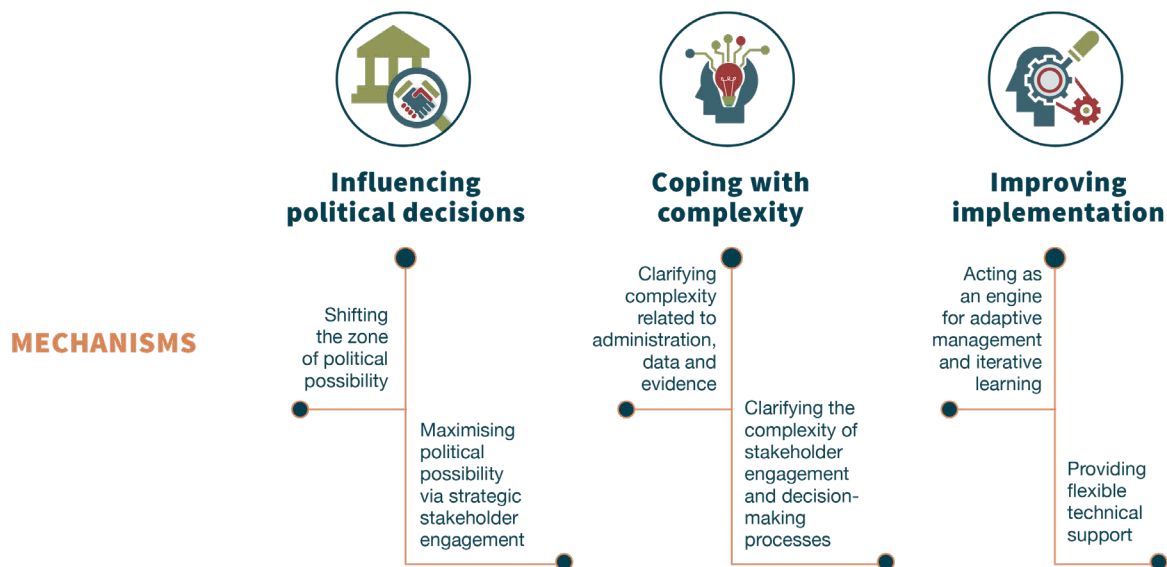 Influencing
political decisions
Coping with
complexity
Improving
implementation
MECHANISMS
Shifting
the zone
of political
possibility
Maximising
political
possibility
via strategic
stakeholder
engagement
Clarifying
complexity
related to
administration,
data and
evidence
Clarifying the
complexity of
stakeholder
engagement
and decision-
making
processes
Acting as
an engine
for adaptive
management
and iterative
learning
Providing
flexible
technical
support